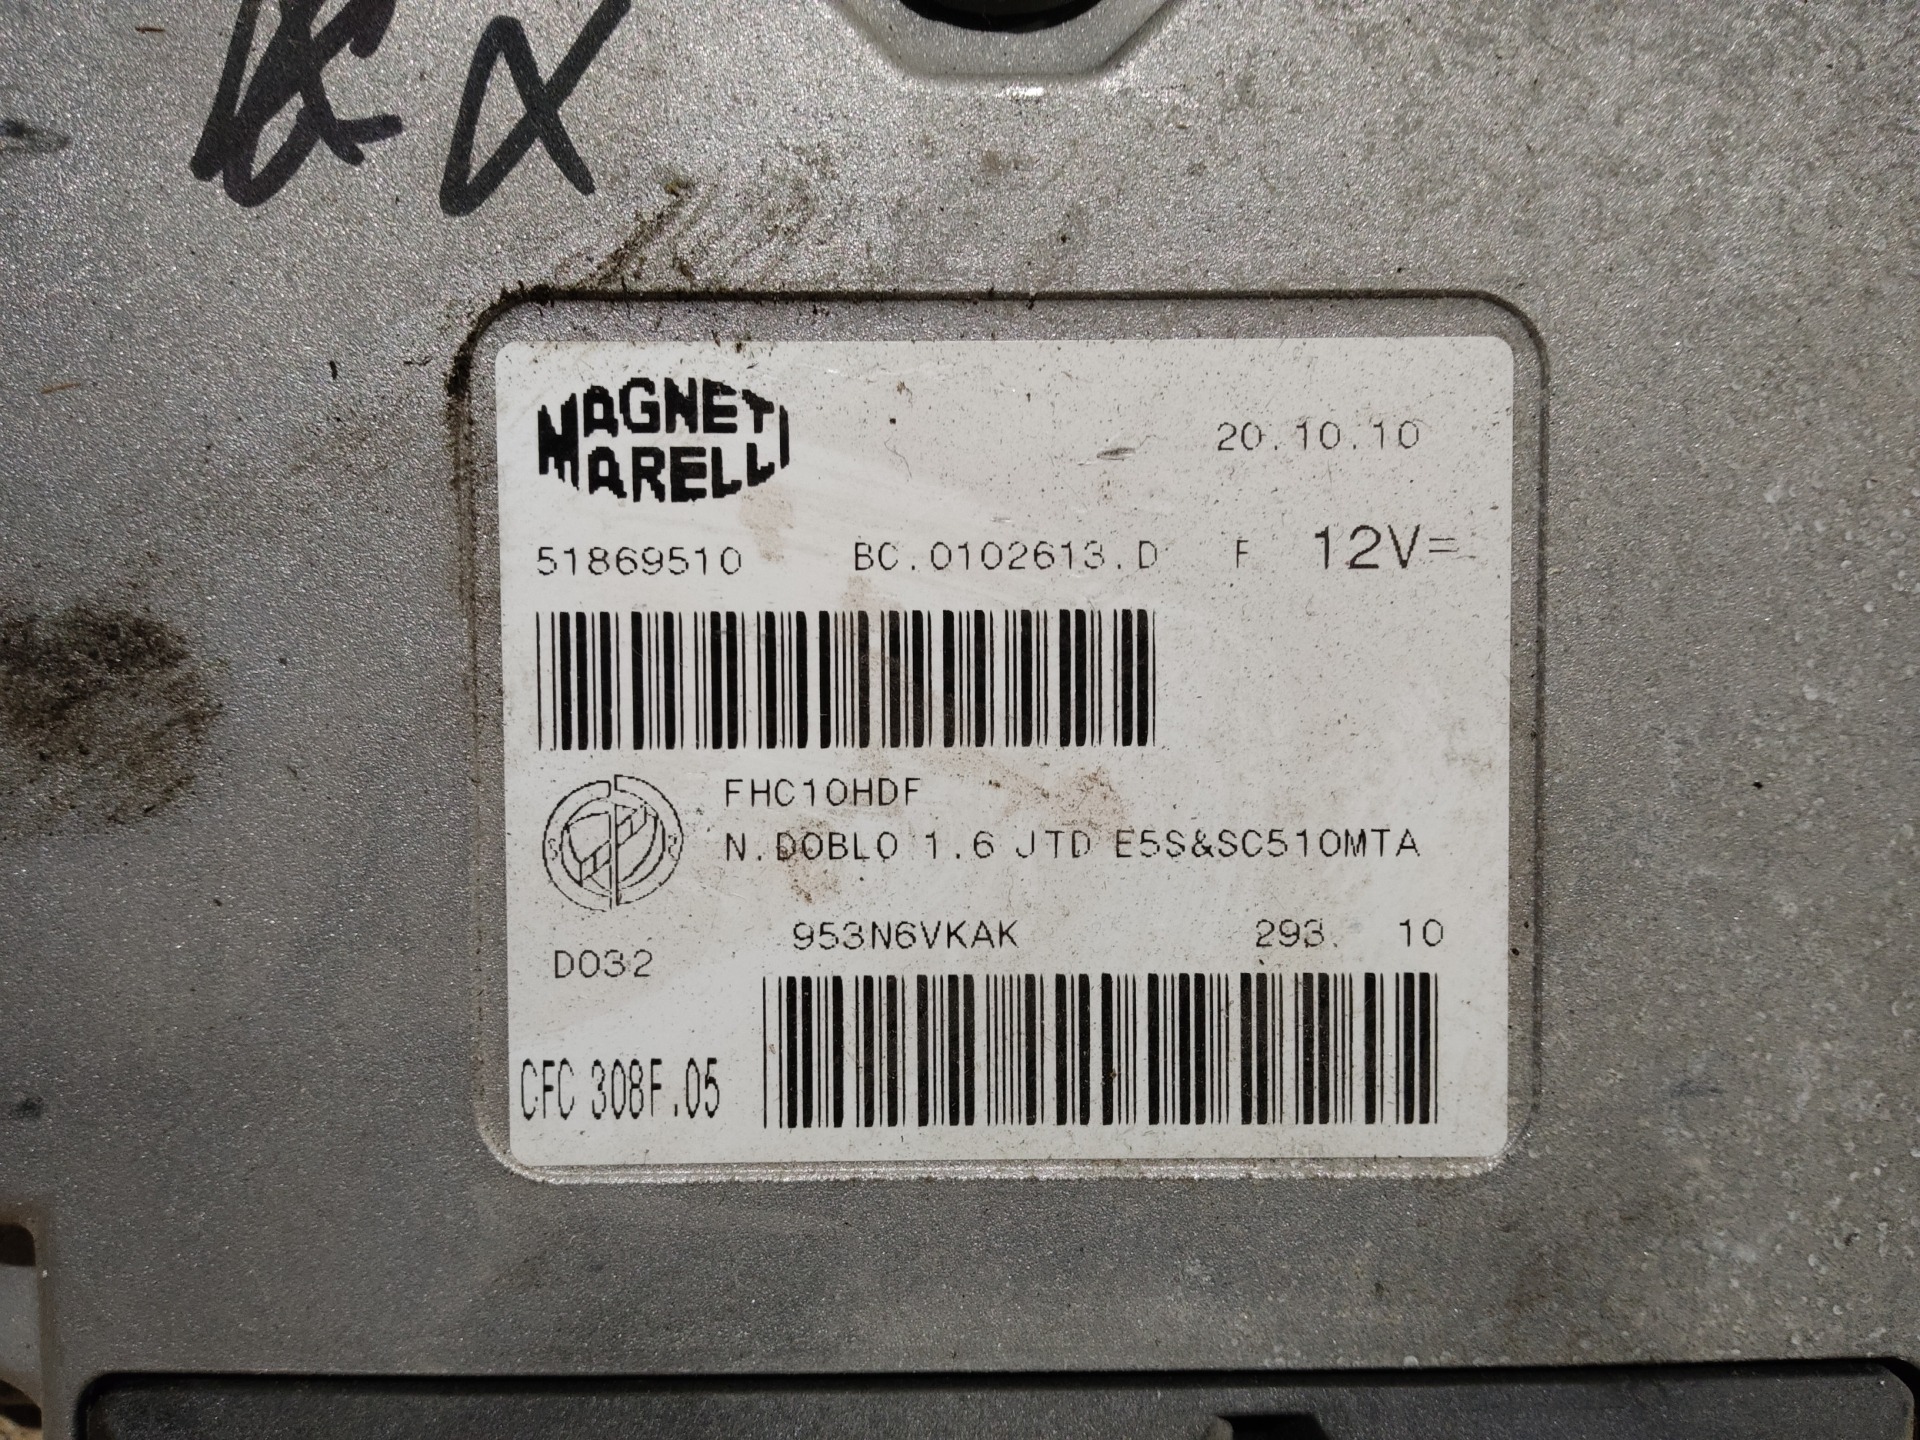 MAGNETI
MARELLI
20.10.10
51869510 BC.0102613.D F 12V=
FHC10HDF
N.DOBLO 1.6 JTD E5S&SC510MTA
953N6VKAK 293. 10
D032
CFC 308F.05